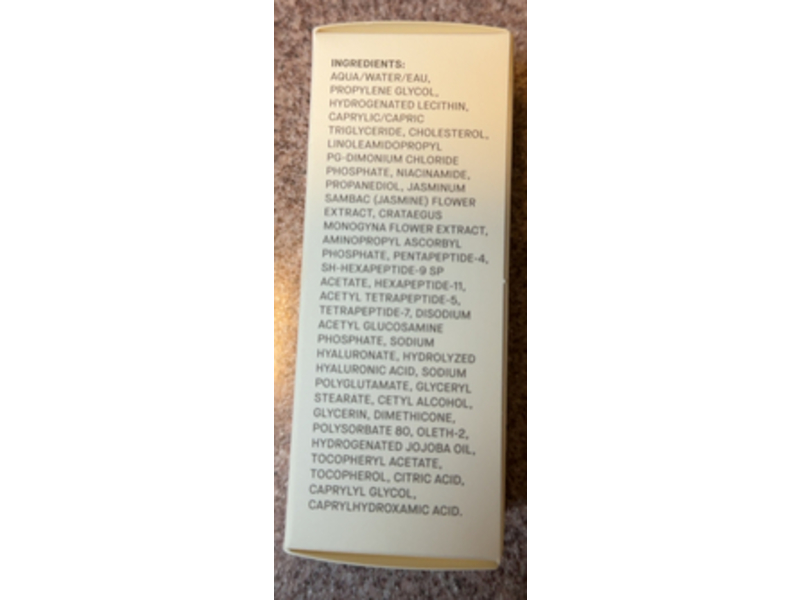 INGREDIENTS:
AQUA/WATER/EAU,
PROPYLENE GLYCOL,
HYDROGENATED LECITHIN,
CAPRYLIC/CAPRIC
TRIGLYCERIDE, CHOLESTEROL,
LINOLEAMIDOPROPYL
PG-DIMONIUM CHLORIDE
PHOSPHATE, NIACINAMIDE,
PROPANEDIOL, JASMINUM
SAMBAC (JASMINE) FLOWER
EXTRACT, CRATAEGUS
MONOGYNA FLOWER EXTRACT,
AMINOPROPYL ASCORBYL
PHOSPHATE, PENTAPEPTIDE-4,
SH-HEXAPEPTIDE-9 SP
ACETATE, HEXAPEPTIDE-11,
ACETYL TETRAPEPTIDE-5,
TETRAPEPTIDE-7, DISODIUM
ACETYL GLUCOSAMINE
PHOSPHATE, SODIUM
HYALURONATE, HYDROLYZED
HYALURONIC ACID, SODIUM
POLYGLUTAMATE, GLYCERYL
STEARATE, CETYL ALCOHOL,
GLYCERIN, DIMETHICONE,
POLYSORBATE 80, OLETH-2,
HYDROGENATED JOJOBA OIL,
TOCOPHERYL ACETATE,
TOCOPHEROL, CITRIC ACID,
CAPRYLYL GLYCOL,
CAPRYLHYDROXAMIC ACID.